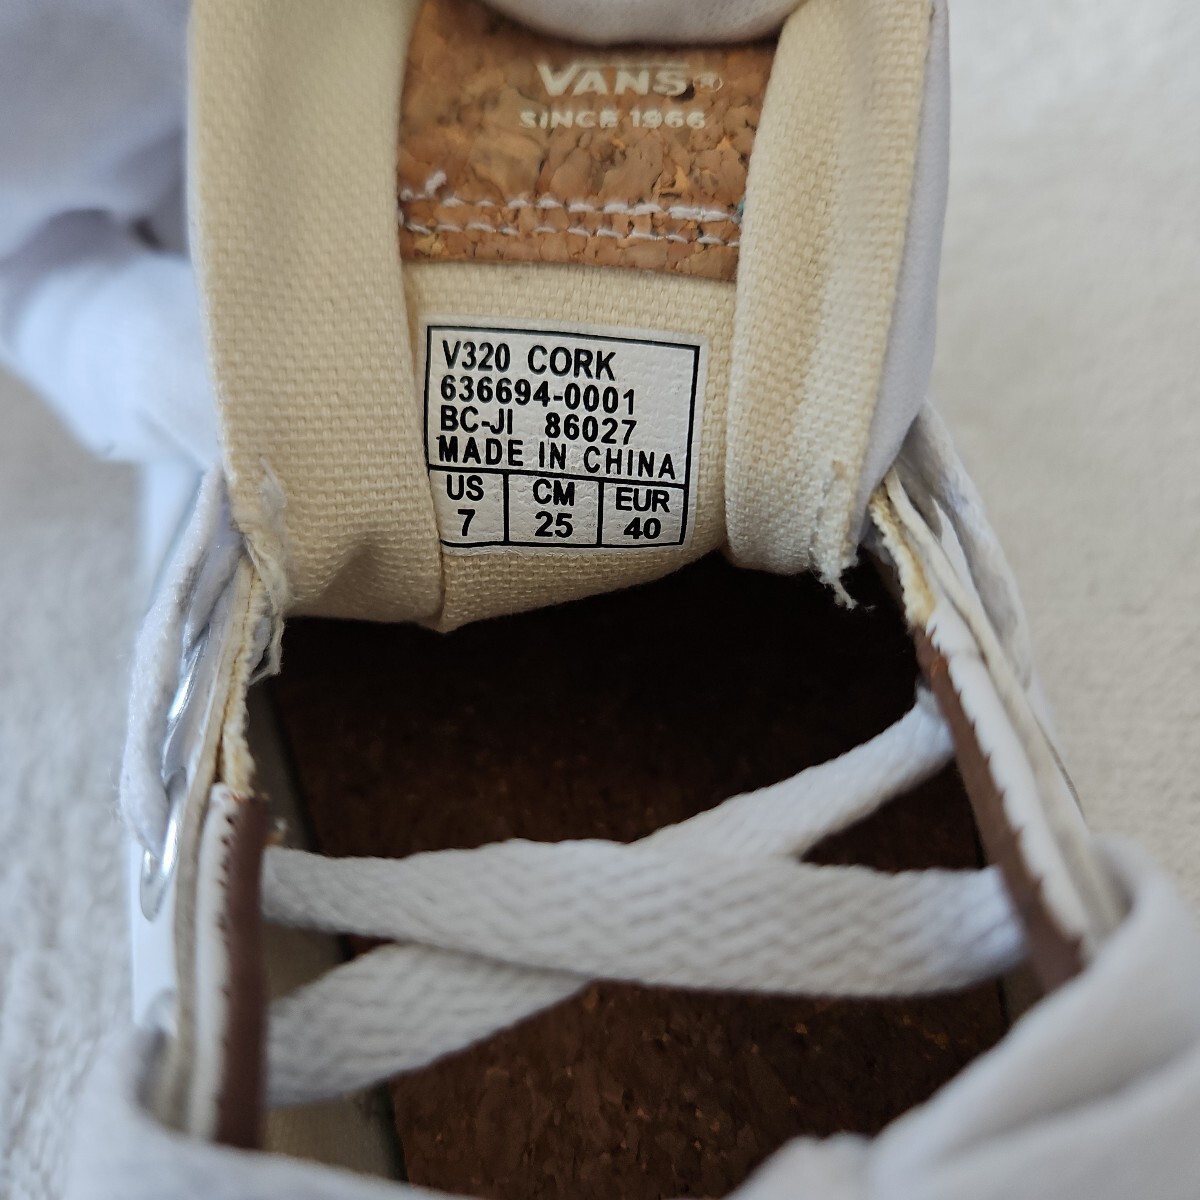 VANS®
SINCE 1966
V320 CORK
636694-0001
BC-JI 86027
MADE IN CHINA
US CM EUR
7 25 40